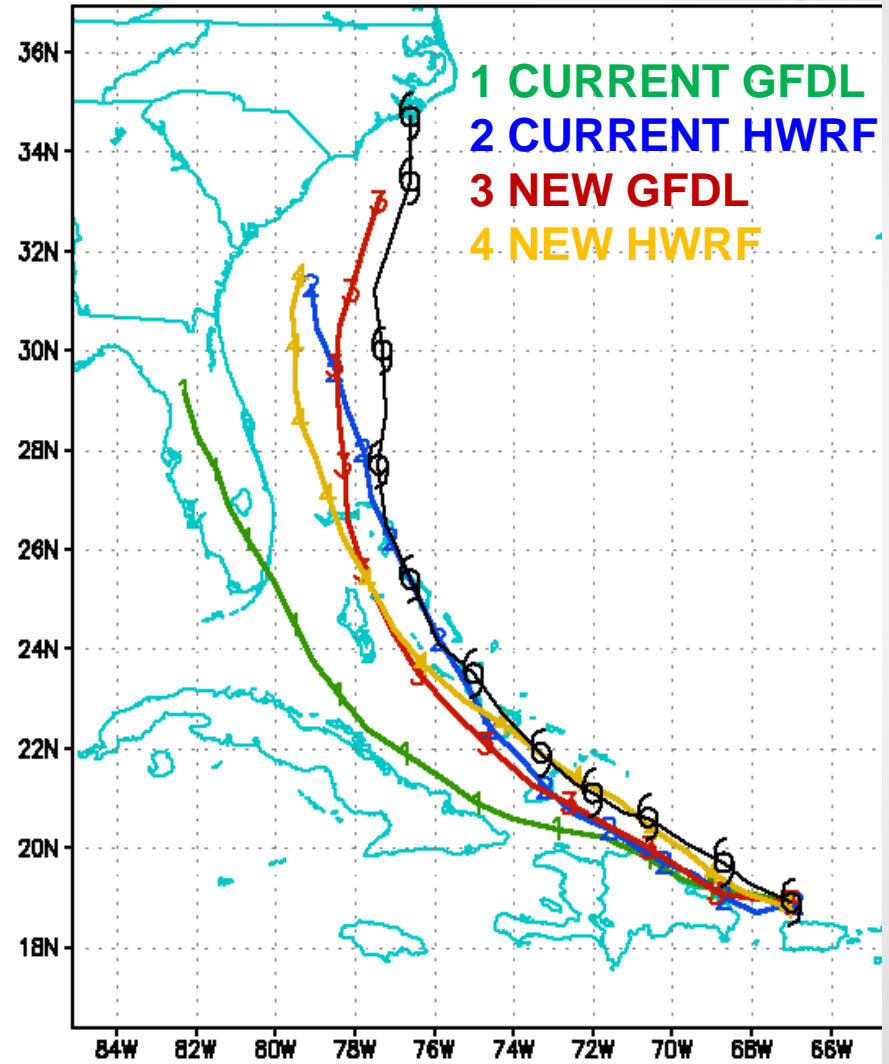 1 CURRENT GFDL
2 CURRENT HWRF
3 NEW GFDL
4 NEW HWRF
36N
34N
32N
30N
28N
26N
24N
22N
20N
18N
84W 82W 80W 78W 76W 74W 72W 70W 68W 66W